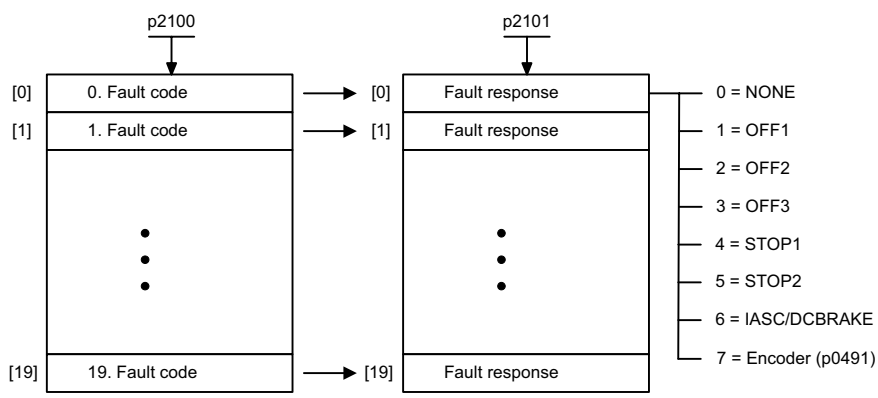 p2100 p2101
[0] 0. Fault code [0] Fault response 0 = NONE
[1] 1. Fault code [1] Fault response 1 = OFF1
2 = OFF2
3 = OFF3
4 = STOP1
5 = STOP2
6 = IASC/DCBRAKE
7 = Encoder (p0491)
[19] 19. Fault code [19] Fault response